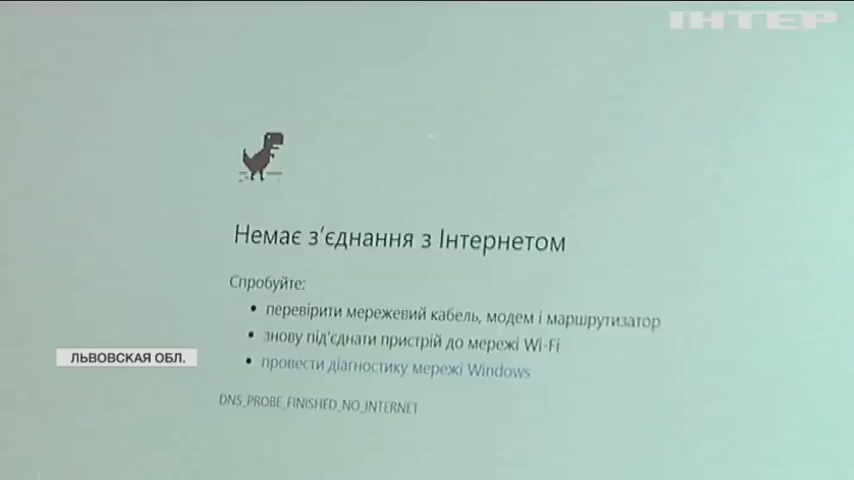 ІНТЕР
Немає з'єднання з Інтернетом
Спробуйте:
• перевірити мережевий кабель, модем і маршрутизатор
• знову під'єднати пристрій до мережі Wi-Fi
• провести діагностику мережі Windows
ЛЬВОВСКАЯ ОБЛ.
DNS_PROBE_FINISHED_NO_INTERNET